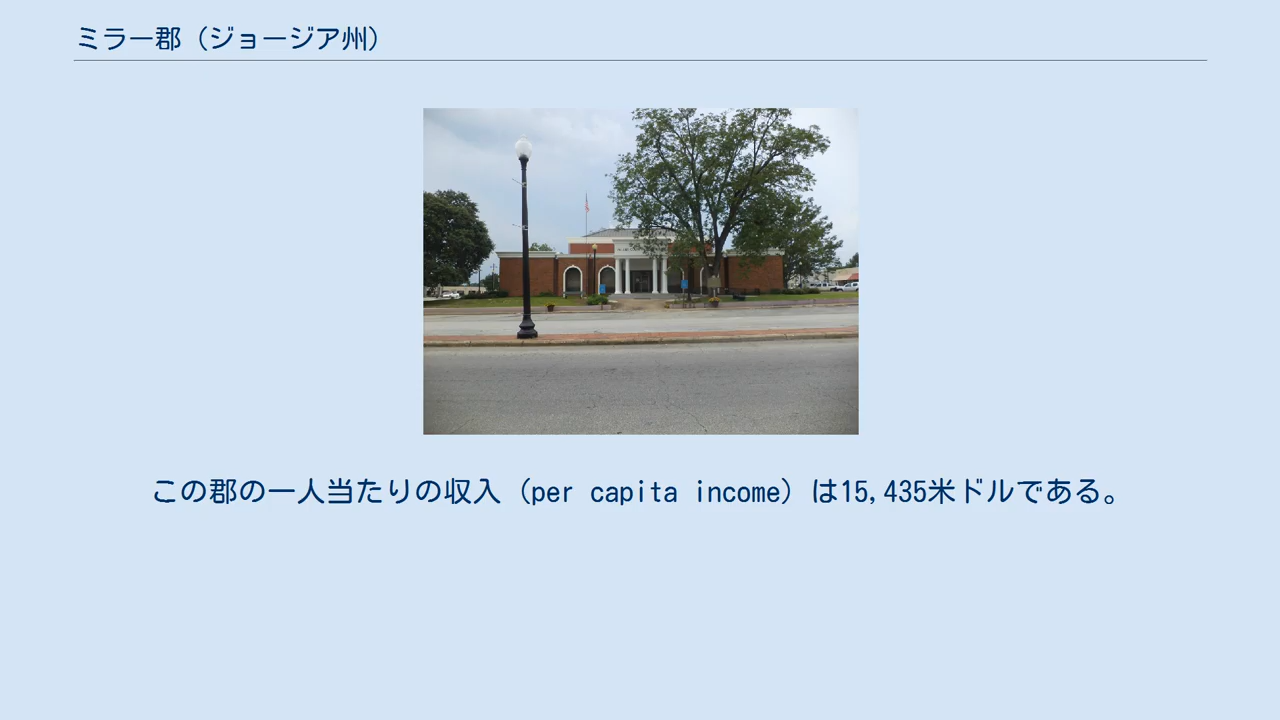 ミラー郡（ジョージア州）
この郡の一人当たりの収入（per capita income）は15,435米ドルである。